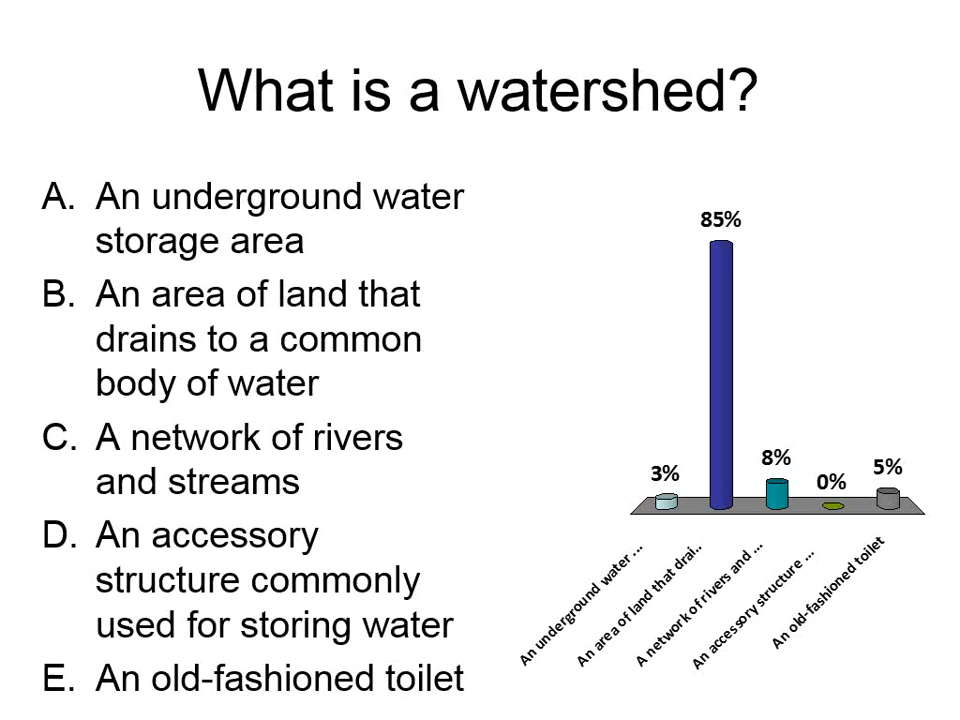 What is a watershed?
A. An underground water
storage area
B. An area of land that
drains to a common
body of water
C. A network of rivers
and streams
D. An accessory
structure commonly
used for storing water
E. An old-fashioned toilet
3%
85%
8%
0%
5%
An underground water ...
An area of land that drai..
A network of rivers and ...
An accessory structure ...
An old-fashioned toilet